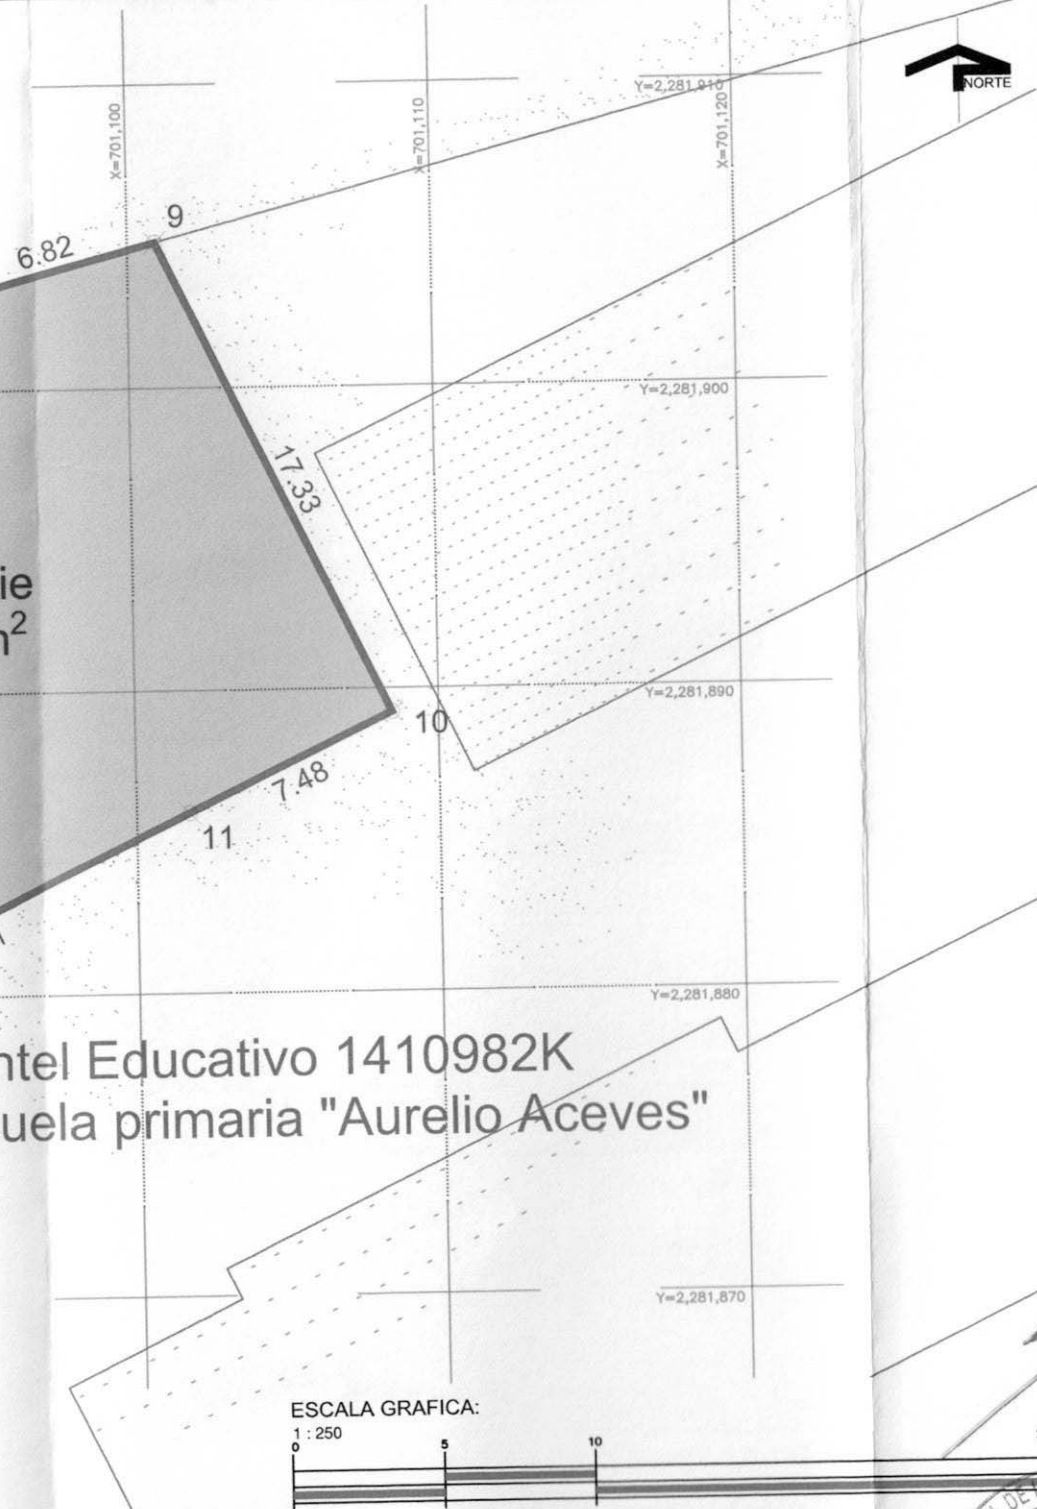 NORTE
Y=2,281,910
X=701,100
X=701,110
X=701,120
9
6.82
Y=2,281,900
17.33
ie
m²
Y=2,281,890
10
7.48
11
Y=2,281,880
ntel Educativo 1410982K
uela primaria "Aurelio Aceves"
Y=2,281,870
ESCALA GRAFICA:
1 : 250
0 5 10
DE